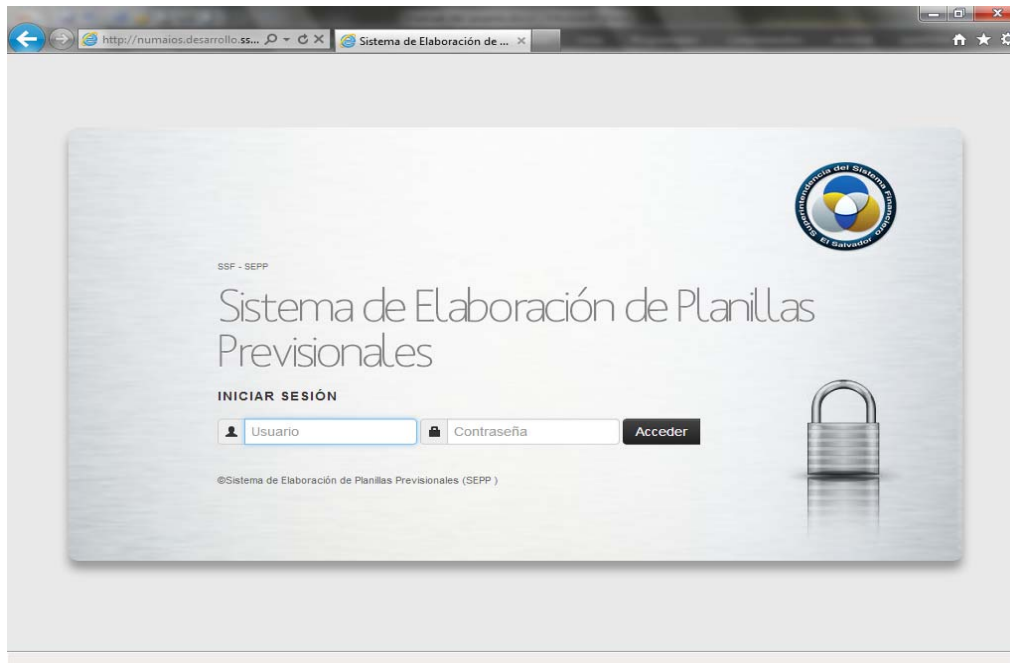 http://numaios.desarrollo.ss...
Sistema de Elaboración de ...
Superintendencia del Sistema Financiero
El Salvador
SSF - SEPP
Sistema de Elaboración de Planillas
Previsionales
INICIAR SESIÓN
Usuario
Contraseña
Acceder
©Sistema de Elaboración de Planillas Previsionales (SEPP )